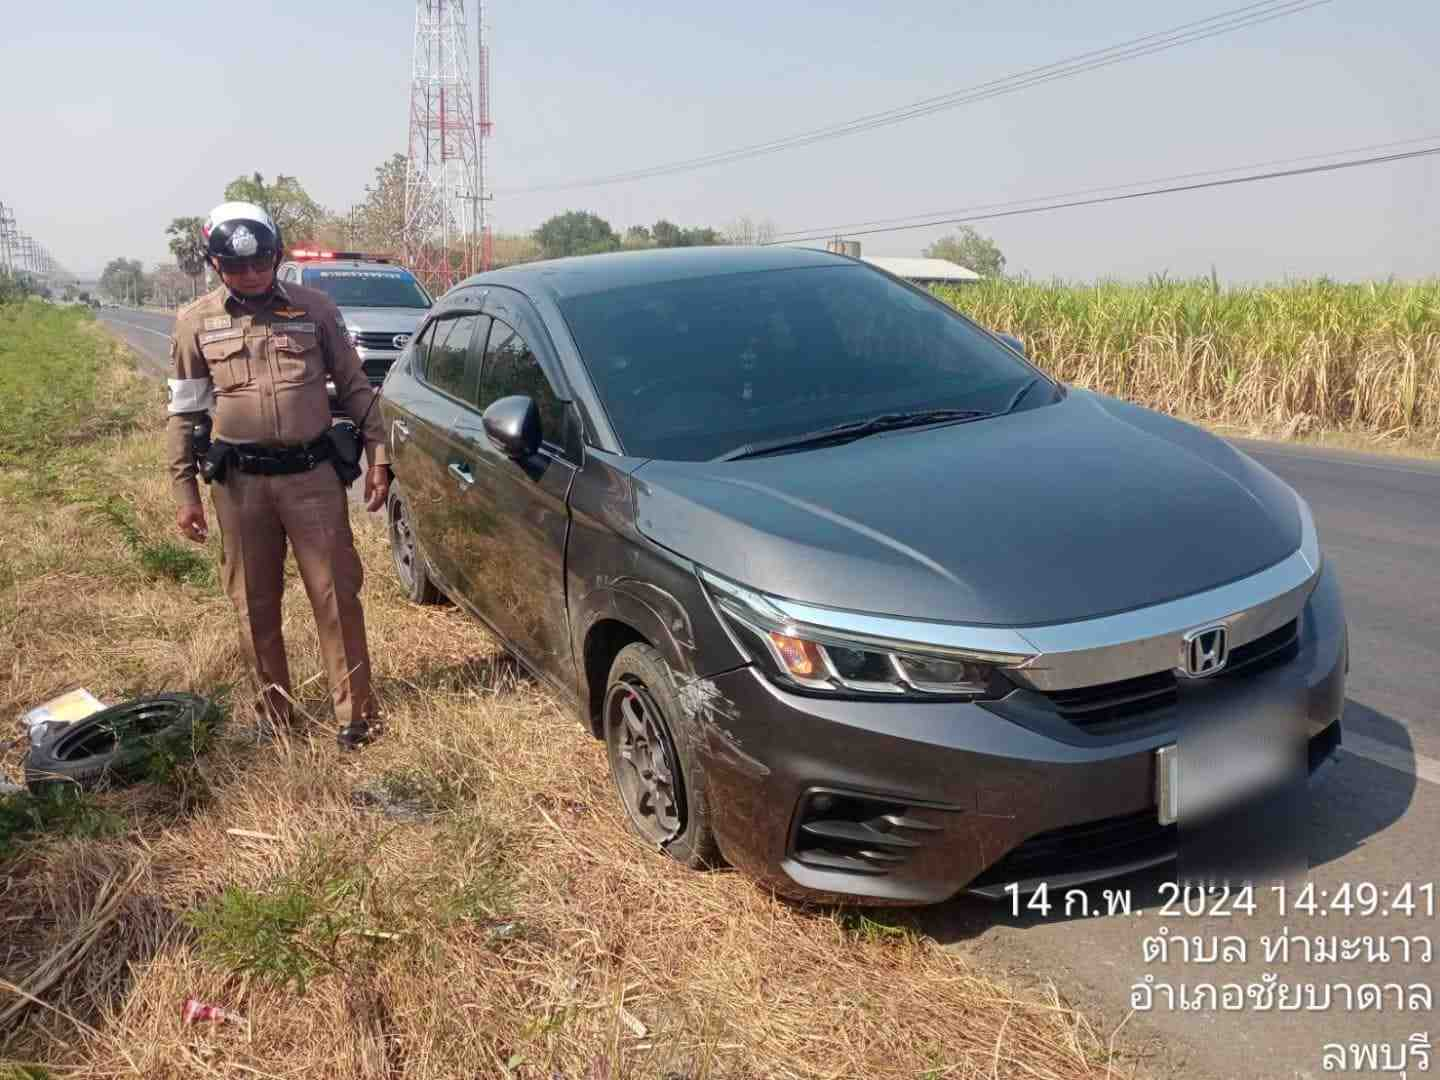 14 ก.พ. 2024 14:49:41
ตำบล ท่ามะนาว
อำเภอชัยบาดาล
ลพบุรี